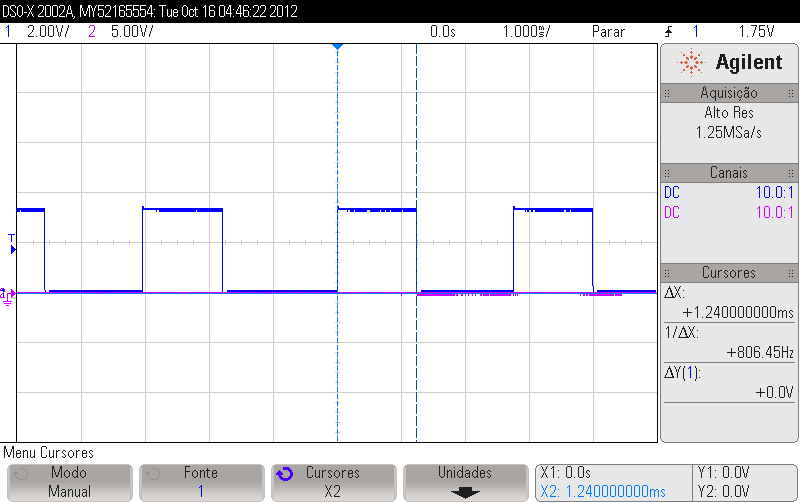 DSO-X 2002A, MY52165554: Tue Oct 16 04:46:22 2012
1 2.00V/ 2 5.00V/ 0.0s 1.000ms/ Parar 1 1.75V
Agilent
Aquisição
Alto Res
1.25MSa/s
Canais
DC 10.0:1
DC 10.0:1
Cursores
ΔX:
+1.240000000ms
1/ΔX:
+806.45Hz
ΔY(1):
+0.0V
T
Menu Cursores
Modo
Manual
Fonte
1
Cursores
X2
Unidades
X1: 0.0s
X2: 1.240000000ms
Y1: 0.0V
Y2: 0.0V